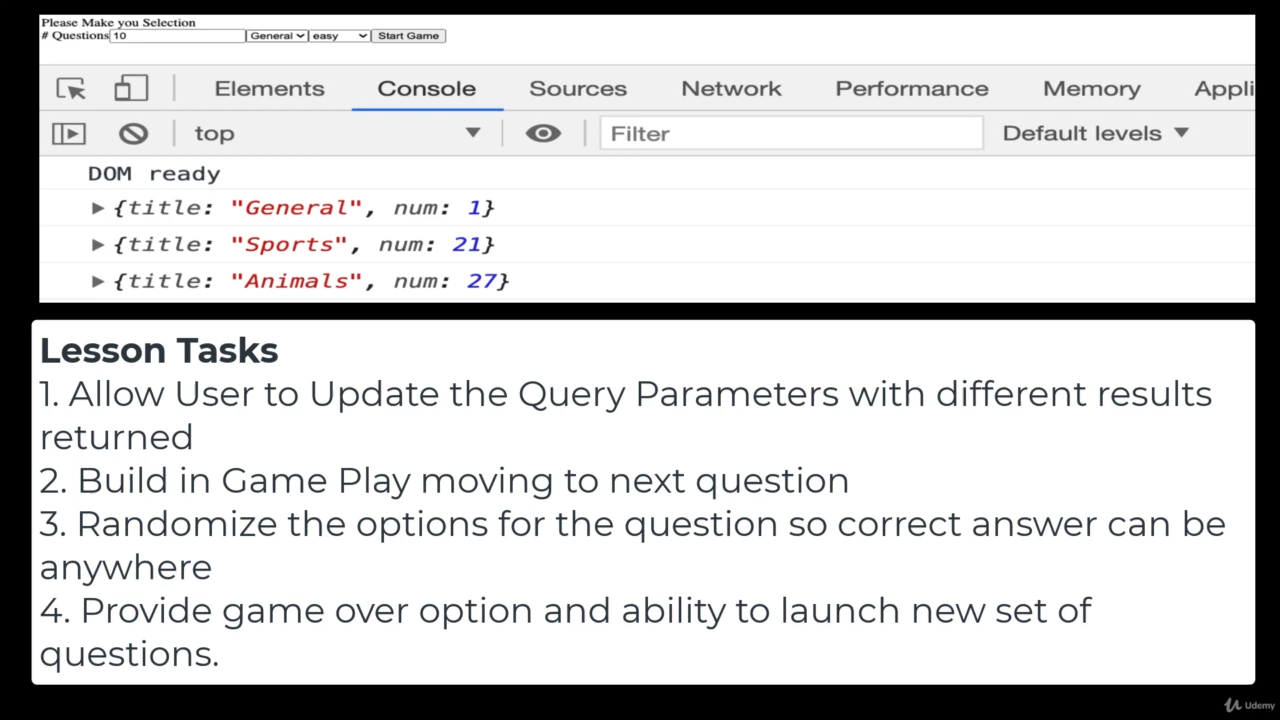 Please Make you Selection
# Questions 10 General easy Start Game
Elements Console Sources Network Performance Memory Appli
top Filter Default levels
DOM ready
{title: "General", num: 1}
{title: "Sports", num: 21}
{title: "Animals", num: 27}
Lesson Tasks
1. Allow User to Update the Query Parameters with different results
returned
2. Build in Game Play moving to next question
3. Randomize the options for the question so correct answer can be
anywhere
4. Provide game over option and ability to launch new set of
questions.
Udemy